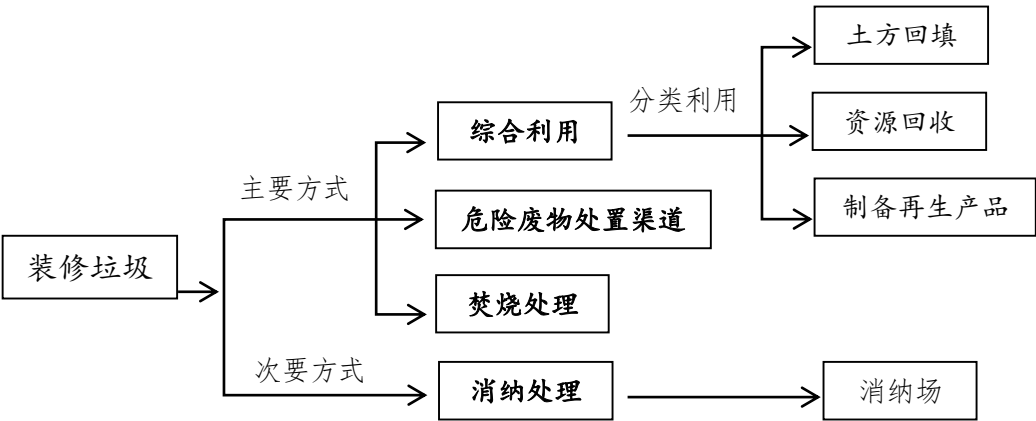 土方回填
分类利用
综合利用
资源回收
主要方式
危险废物处置渠道
制备再生产品
装修垃圾
焚烧处理
次要方式
消纳处理
消纳场